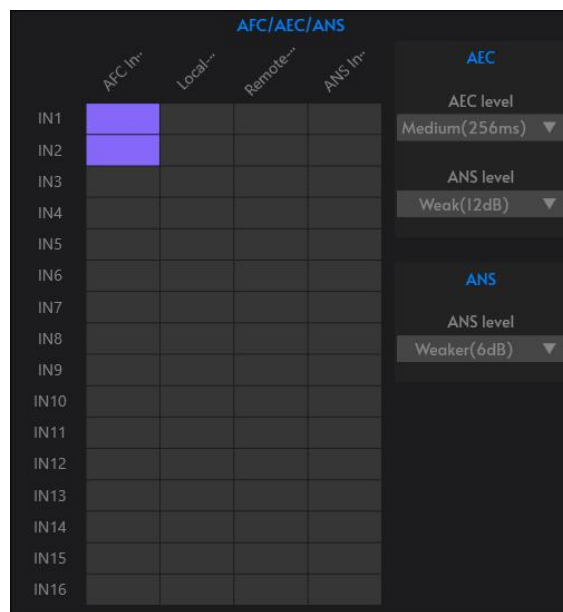 AFC/AEC/ANS
AFC In··
Local-··
Remote-··
ANS In··
IN1
IN2
IN3
IN4
IN5
IN6
IN7
IN8
IN9
IN10
IN11
IN12
IN13
IN14
IN15
IN16
AEC
AEC level
Medium(256ms)
ANS level
Weak(12dB)
ANS
ANS level
Weaker(6dB)